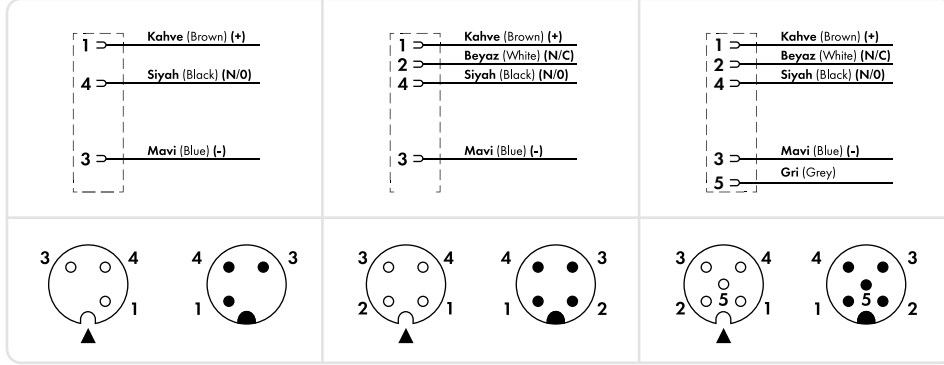 1 Kahve (Brown) (+)
4 Siyah (Black) (N/0)
3 Mavi (Blue) (-)
1 Kahve (Brown) (+)
2 Beyaz (White) (N/C)
4 Siyah (Black) (N/0)
3 Mavi (Blue) (-)
1 Kahve (Brown) (+)
2 Beyaz (White) (N/C)
4 Siyah (Black) (N/0)
3 Mavi (Blue) (-)
5 Gri (Grey)
3 4
1
4 3
1
3 4
2 1
4 3
1 2
3 4
5
2 1
4 3
5
1 2